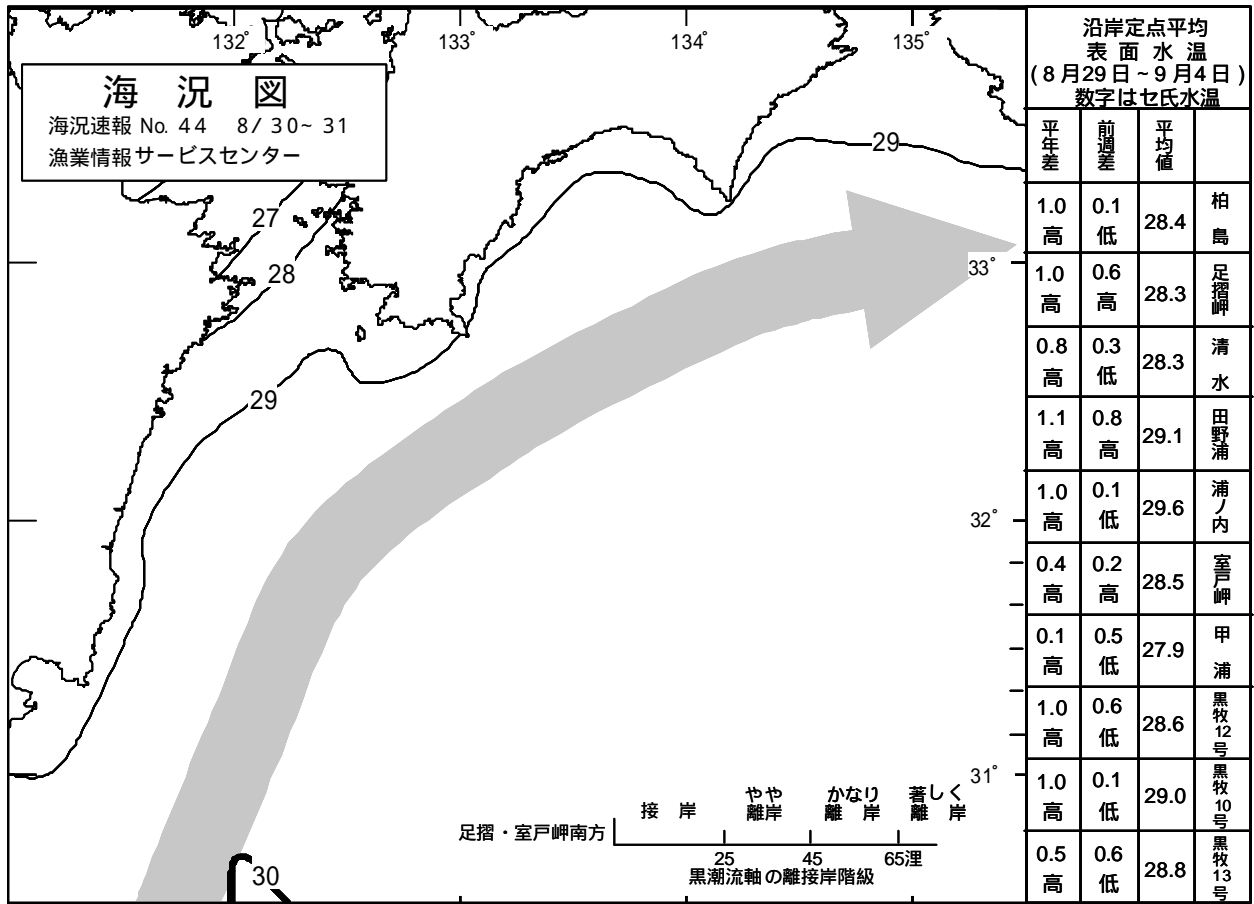 132°
133°
134°
135°
海況図
海況速報 No. 44 8/30~31
漁業情報サービスセンター
27
28
29
29
30
33°
32°
31°
接岸 やや離岸 かなり離岸 著しく離岸
足摺・室戸岬南方
25 45 65浬
黒潮流軸の離接岸階級
沿岸定点平均
表面水温
(8月29日~9月4日)
数字はセ氏水温
平年差 前週差 平均値
1.0高 0.1低 28.4 柏島
1.0高 0.6高 28.3 足摺岬
0.8高 0.3低 28.3 清水
1.1高 0.8高 29.1 田野浦
1.0高 0.1低 29.6 浦ノ内
0.4高 0.2高 28.5 室戸岬
0.1高 0.5低 27.9 甲浦
1.0高 0.6低 28.6 黒牧12号
1.0高 0.1低 29.0 黒牧10号
0.5高 0.6低 28.8 黒牧13号